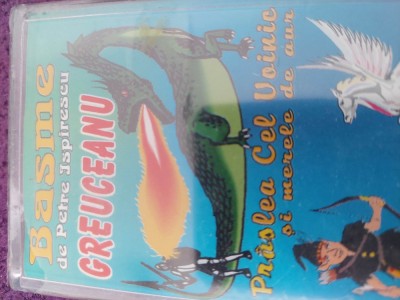 Basme
de Petre Ispirescu
GREUCEANU
Prâslea Cel Voinic
și merele de aur